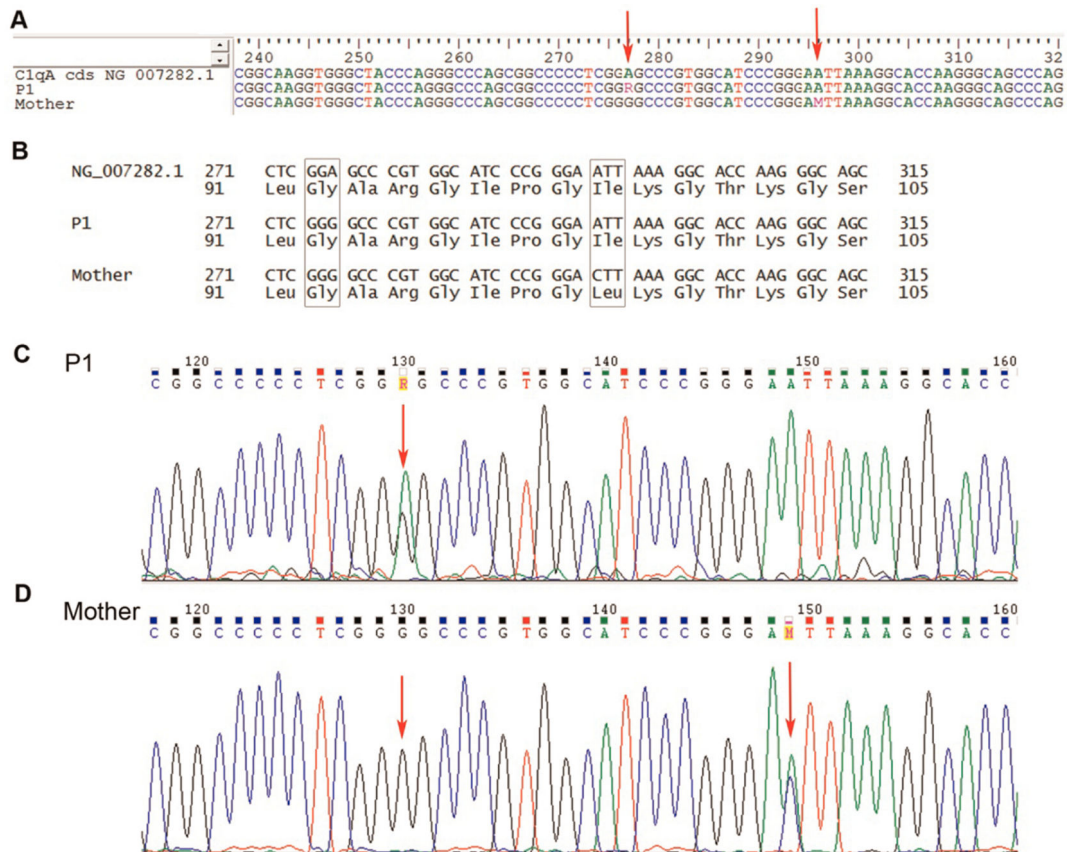 A
240 250 260 270 280 290 300 310 32
C1qA cds NG 007282.1 CGGCAAGGTGGGCTACCCAGGGCCCAGCGGCCCCCTCGGAGCCCGTGGCATCCCGGGAATTAAAGGCACCAAGGGCAGCCCAG
P1 CGGCAAGGTGGGCTACCCAGGGCCCAGCGGCCCCCTCGGRGCCCGTGGCATCCCGGGAATTAAAGGCACCAAGGGCAGCCCAG
Mother CGGCAAGGTGGGCTACCCAGGGCCCAGCGGCCCCCTCGGGGCCCGTGGCATCCCGGGAMTTAAAGGCACCAAGGGCAGCCCAG
B
NG_007282.1 271 CTC GGA GCC CGT GGC ATC CCG GGA ATT AAA GGC ACC AAG GGC AGC 315
91 Leu Gly Ala Arg Gly Ile Pro Gly Ile Lys Gly Thr Lys Gly Ser 105
P1 271 CTC GGG GCC CGT GGC ATC CCG GGA ATT AAA GGC ACC AAG GGC AGC 315
91 Leu Gly Ala Arg Gly Ile Pro Gly Ile Lys Gly Thr Lys Gly Ser 105
Mother 271 CTC GGG GCC CGT GGC ATC CCG GGA CTT AAA GGC ACC AAG GGC AGC 315
91 Leu Gly Ala Arg Gly Ile Pro Gly Leu Lys Gly Thr Lys Gly Ser 105
C P1
120 130 140 150 160
C G G C C C C C T C G G R G C C C G T G G C A T C C C G G G A A T T A A A G G C A C C
D Mother
120 130 140 150 160
C G G C C C C C T C G G G G C C C G T G G C A T C C C G G G A M T T A A A G G C A C C